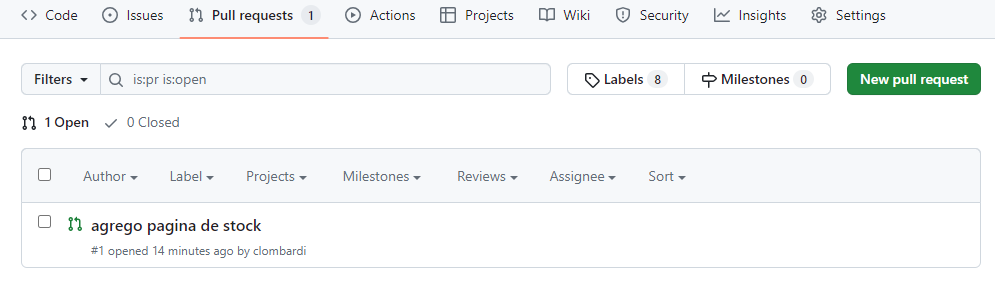 Code Issues Pull requests 1 Actions Projects Wiki Security Insights Settings
Filters is:pr is:open Labels 8 Milestones 0 New pull request
1 Open 0 Closed
Author Label Projects Milestones Reviews Assignee Sort
agrego pagina de stock
#1 opened 14 minutes ago by clombardi